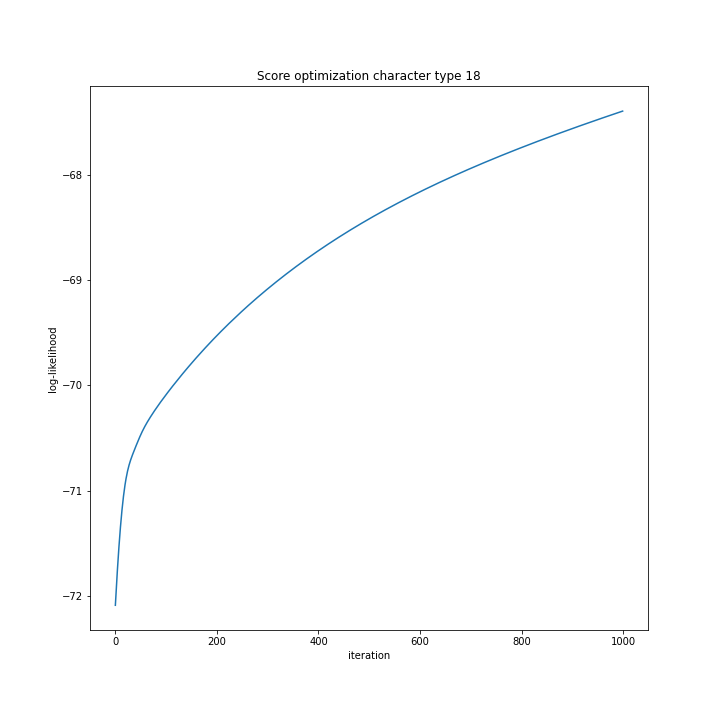 Score optimization character type 18
log-likelihood
−68
−69
−70
−71
−72
0 200 400 600 800 1000
iteration